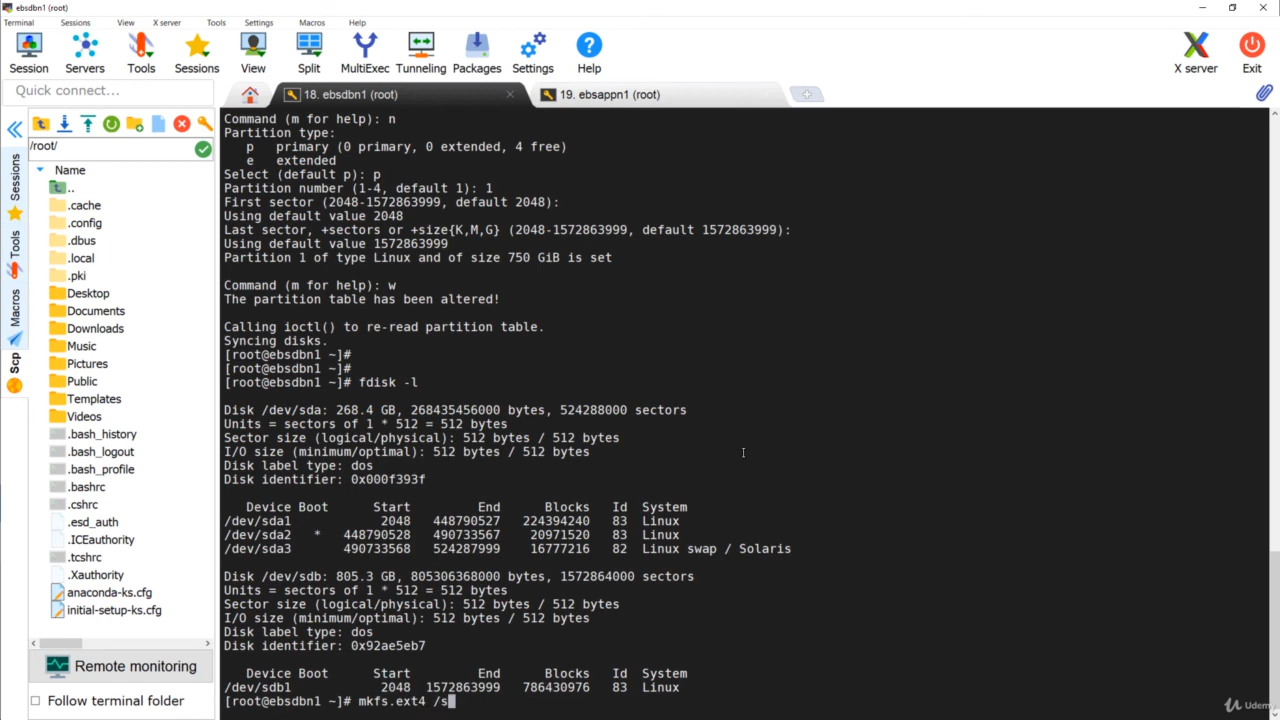 ebsdbn1 (root)
Terminal Sessions View X server Tools Settings Macros Help
Session Servers Tools Sessions View Split MultiExec Tunneling Packages Settings Help X server Exit
Quick connect...
18. ebsdbn1 (root)
19. ebsappn1 (root)
/root/
Name
..
.cache
.config
.dbus
.local
.pki
Desktop
Documents
Downloads
Music
Pictures
Public
Templates
Videos
.bash_history
.bash_logout
.bash_profile
.bashrc
.cshrc
.esd_auth
.ICEauthority
.tcshrc
.Xauthority
anaconda-ks.cfg
initial-setup-ks.cfg
Remote monitoring
Follow terminal folder
Sessions
Tools
Macros
Scp
Command (m for help): n
Partition type:
   p   primary (0 primary, 0 extended, 4 free)
   e   extended
Select (default p): p
Partition number (1-4, default 1): 1
First sector (2048-1572863999, default 2048):
Using default value 2048
Last sector, +sectors or +size{K,M,G} (2048-1572863999, default 1572863999):
Using default value 1572863999
Partition 1 of type Linux and of size 750 GiB is set
Command (m for help): w
The partition table has been altered!
Calling ioctl() to re-read partition table.
Syncing disks.
[root@ebsdbn1 ~]#
[root@ebsdbn1 ~]#
[root@ebsdbn1 ~]# fdisk -l
Disk /dev/sda: 268.4 GB, 268435456000 bytes, 524288000 sectors
Units = sectors of 1 * 512 = 512 bytes
Sector size (logical/physical): 512 bytes / 512 bytes
I/O size (minimum/optimal): 512 bytes / 512 bytes
Disk label type: dos
Disk identifier: 0x000f393f
   Device Boot      Start         End      Blocks   Id  System
/dev/sda1            2048   448790527   224394240   83  Linux
/dev/sda2   *   448790528   490733567    20971520   83  Linux
/dev/sda3       490733568   524287999    16777216   82  Linux swap / Solaris
Disk /dev/sdb: 805.3 GB, 805306368000 bytes, 1572864000 sectors
Units = sectors of 1 * 512 = 512 bytes
Sector size (logical/physical): 512 bytes / 512 bytes
I/O size (minimum/optimal): 512 bytes / 512 bytes
Disk label type: dos
Disk identifier: 0x92ae5eb7
   Device Boot      Start         End      Blocks   Id  System
/dev/sdb1            2048  1572863999   786430976   83  Linux
[root@ebsdbn1 ~]# mkfs.ext4 /s
Udemy